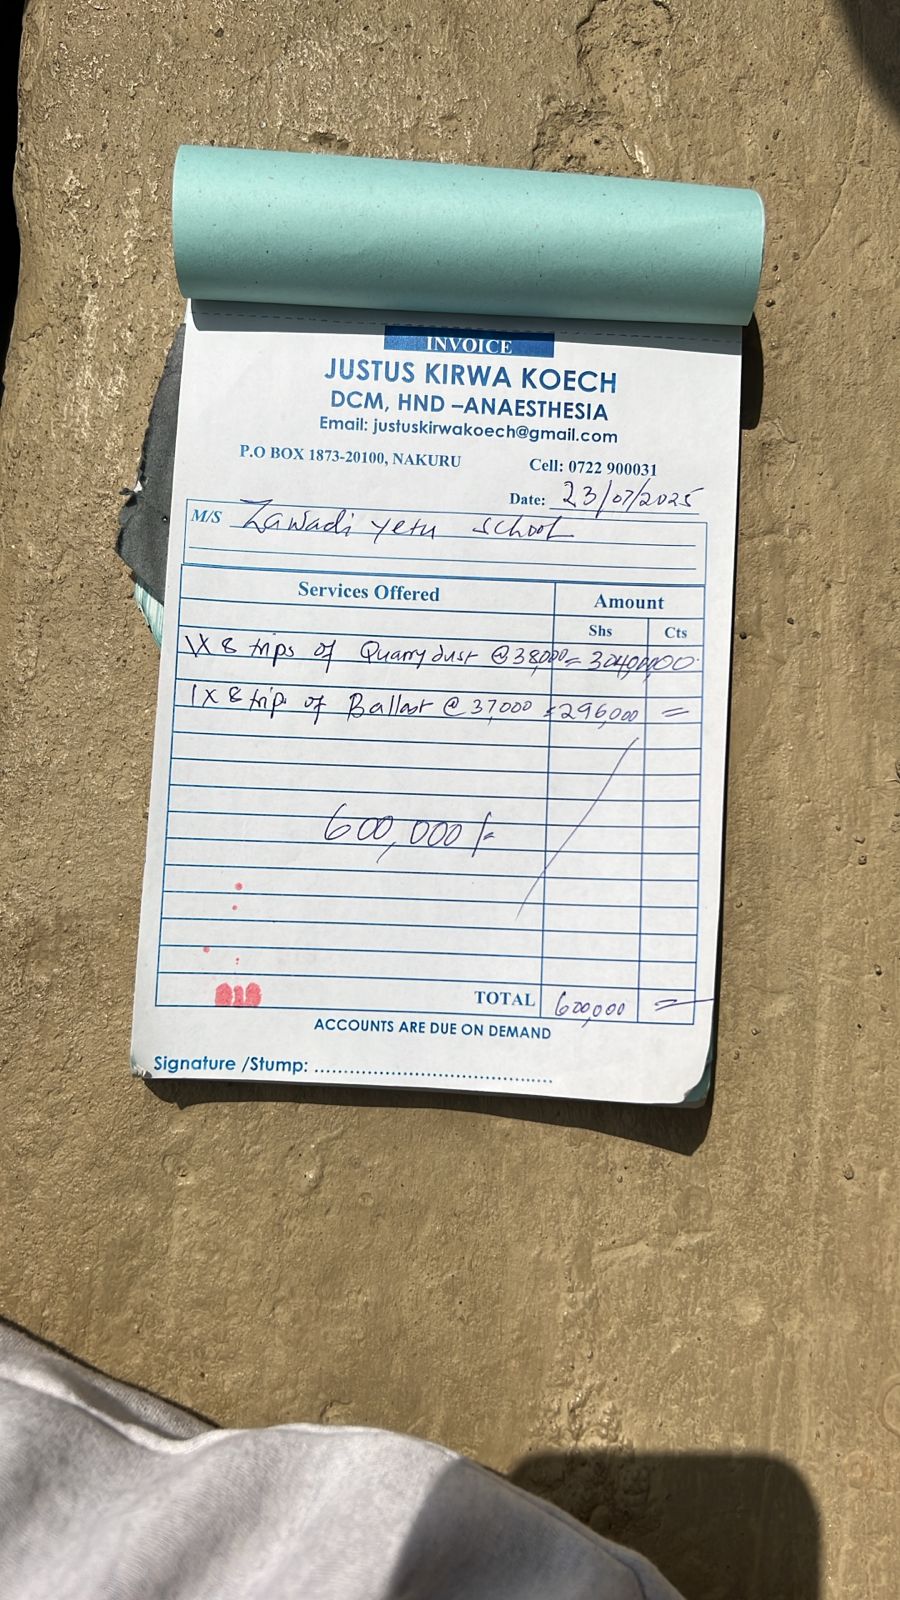 INVOICE
JUSTUS KIRWA KOECH
DCM, HND –ANAESTHESIA
Email: justuskirwakoech@gmail.com
P.O BOX 1873-20100, NAKURU Cell: 0722 900031
Date: 23/07/2025
M/S Zawadi yetu school
Services Offered Amount
Shs Cts
1x8 trips of Quarry dust @38,000= 304,000.00
1x8 trip of Ballast @ 37,000 = 296,000 =
600,000/=
TOTAL 600,000 =
ACCOUNTS ARE DUE ON DEMAND
Signature /Stump: ..........................................